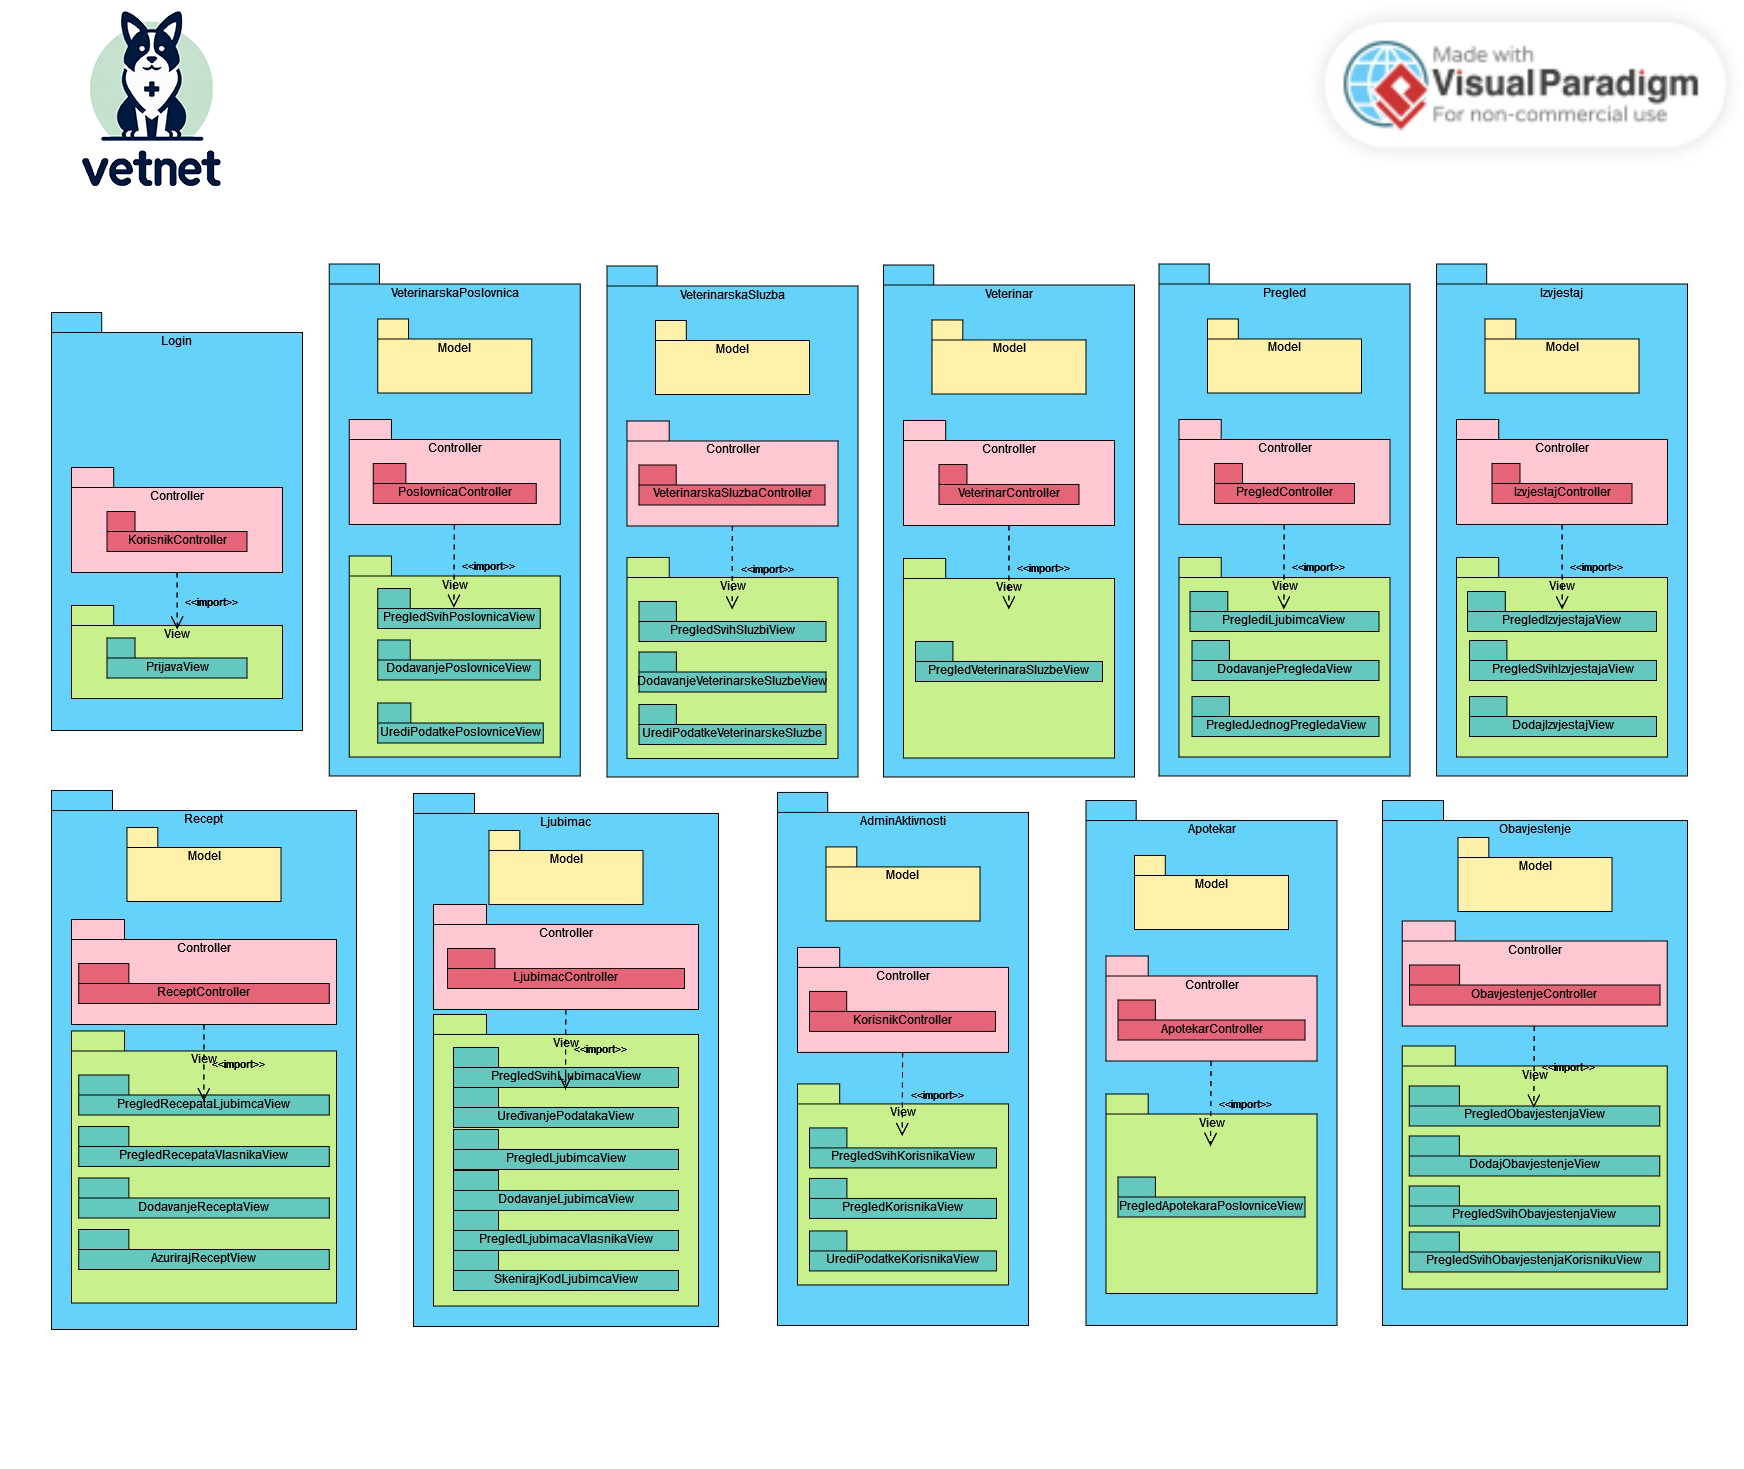 vetnet
Made with
Visual Paradigm
For non-commercial use
Login
Controller
KorisnikController
<<import>>
View
PrijavaView
VeterinarskaPoslovnica
Model
Controller
PoslovnicaController
<<import>>
View
PregledSvihPoslovnicaView
DodavanjePoslovniceView
UrediPodatkePoslovniceView
VeterinarskaSluzba
Model
Controller
VeterinarskaSluzbaController
<<import>>
View
PregledSvihSluzbiView
DodavanjeVeterinarskeSluzbeView
UrediPodatkeVeterinarskeSluzbe
Veterinar
Model
Controller
VeterinarController
<<import>>
View
PregledVeterinaraSluzbeView
Pregled
Model
Controller
PregledController
<<import>>
View
PreglediLjubimcaView
DodavanjePregledaView
PregledJednogPregledaView
Izvjestaj
Model
Controller
IzvjestajController
<<import>>
View
PregledIzvjestajaView
PregledSvihIzvjestajaView
DodajIzvjestajView
Recept
Model
Controller
ReceptController
View
<<import>>
PregledRecepataLjubimcaView
PregledRecepataVlasnikaView
DodavanjeReceptaView
AzurirajReceptView
Ljubimac
Model
Controller
LjubimacController
View
<<import>>
PregledSvihLjubimacaView
UređivanjePodatakaView
PregledLjubimcaView
DodavanjeLjubimcaView
PregledLjubimacaVlasnikaView
SkenirajKodLjubimcaView
AdminAktivnosti
Model
Controller
KorisnikController
<<import>>
View
PregledSvihKorisnikaView
PregledKorisnikaView
UrediPodatkeKorisnikaView
Apotekar
Model
Controller
ApotekarController
<<import>>
View
PregledApotekaraPoslovniceView
Obavjestenje
Model
Controller
ObavjestenjeController
<<import>>
View
PregledObavjestenjaView
DodajObavjestenjeView
PregledSvihObavjestenjaView
PregledSvihObavjestenjaKorisnikuView